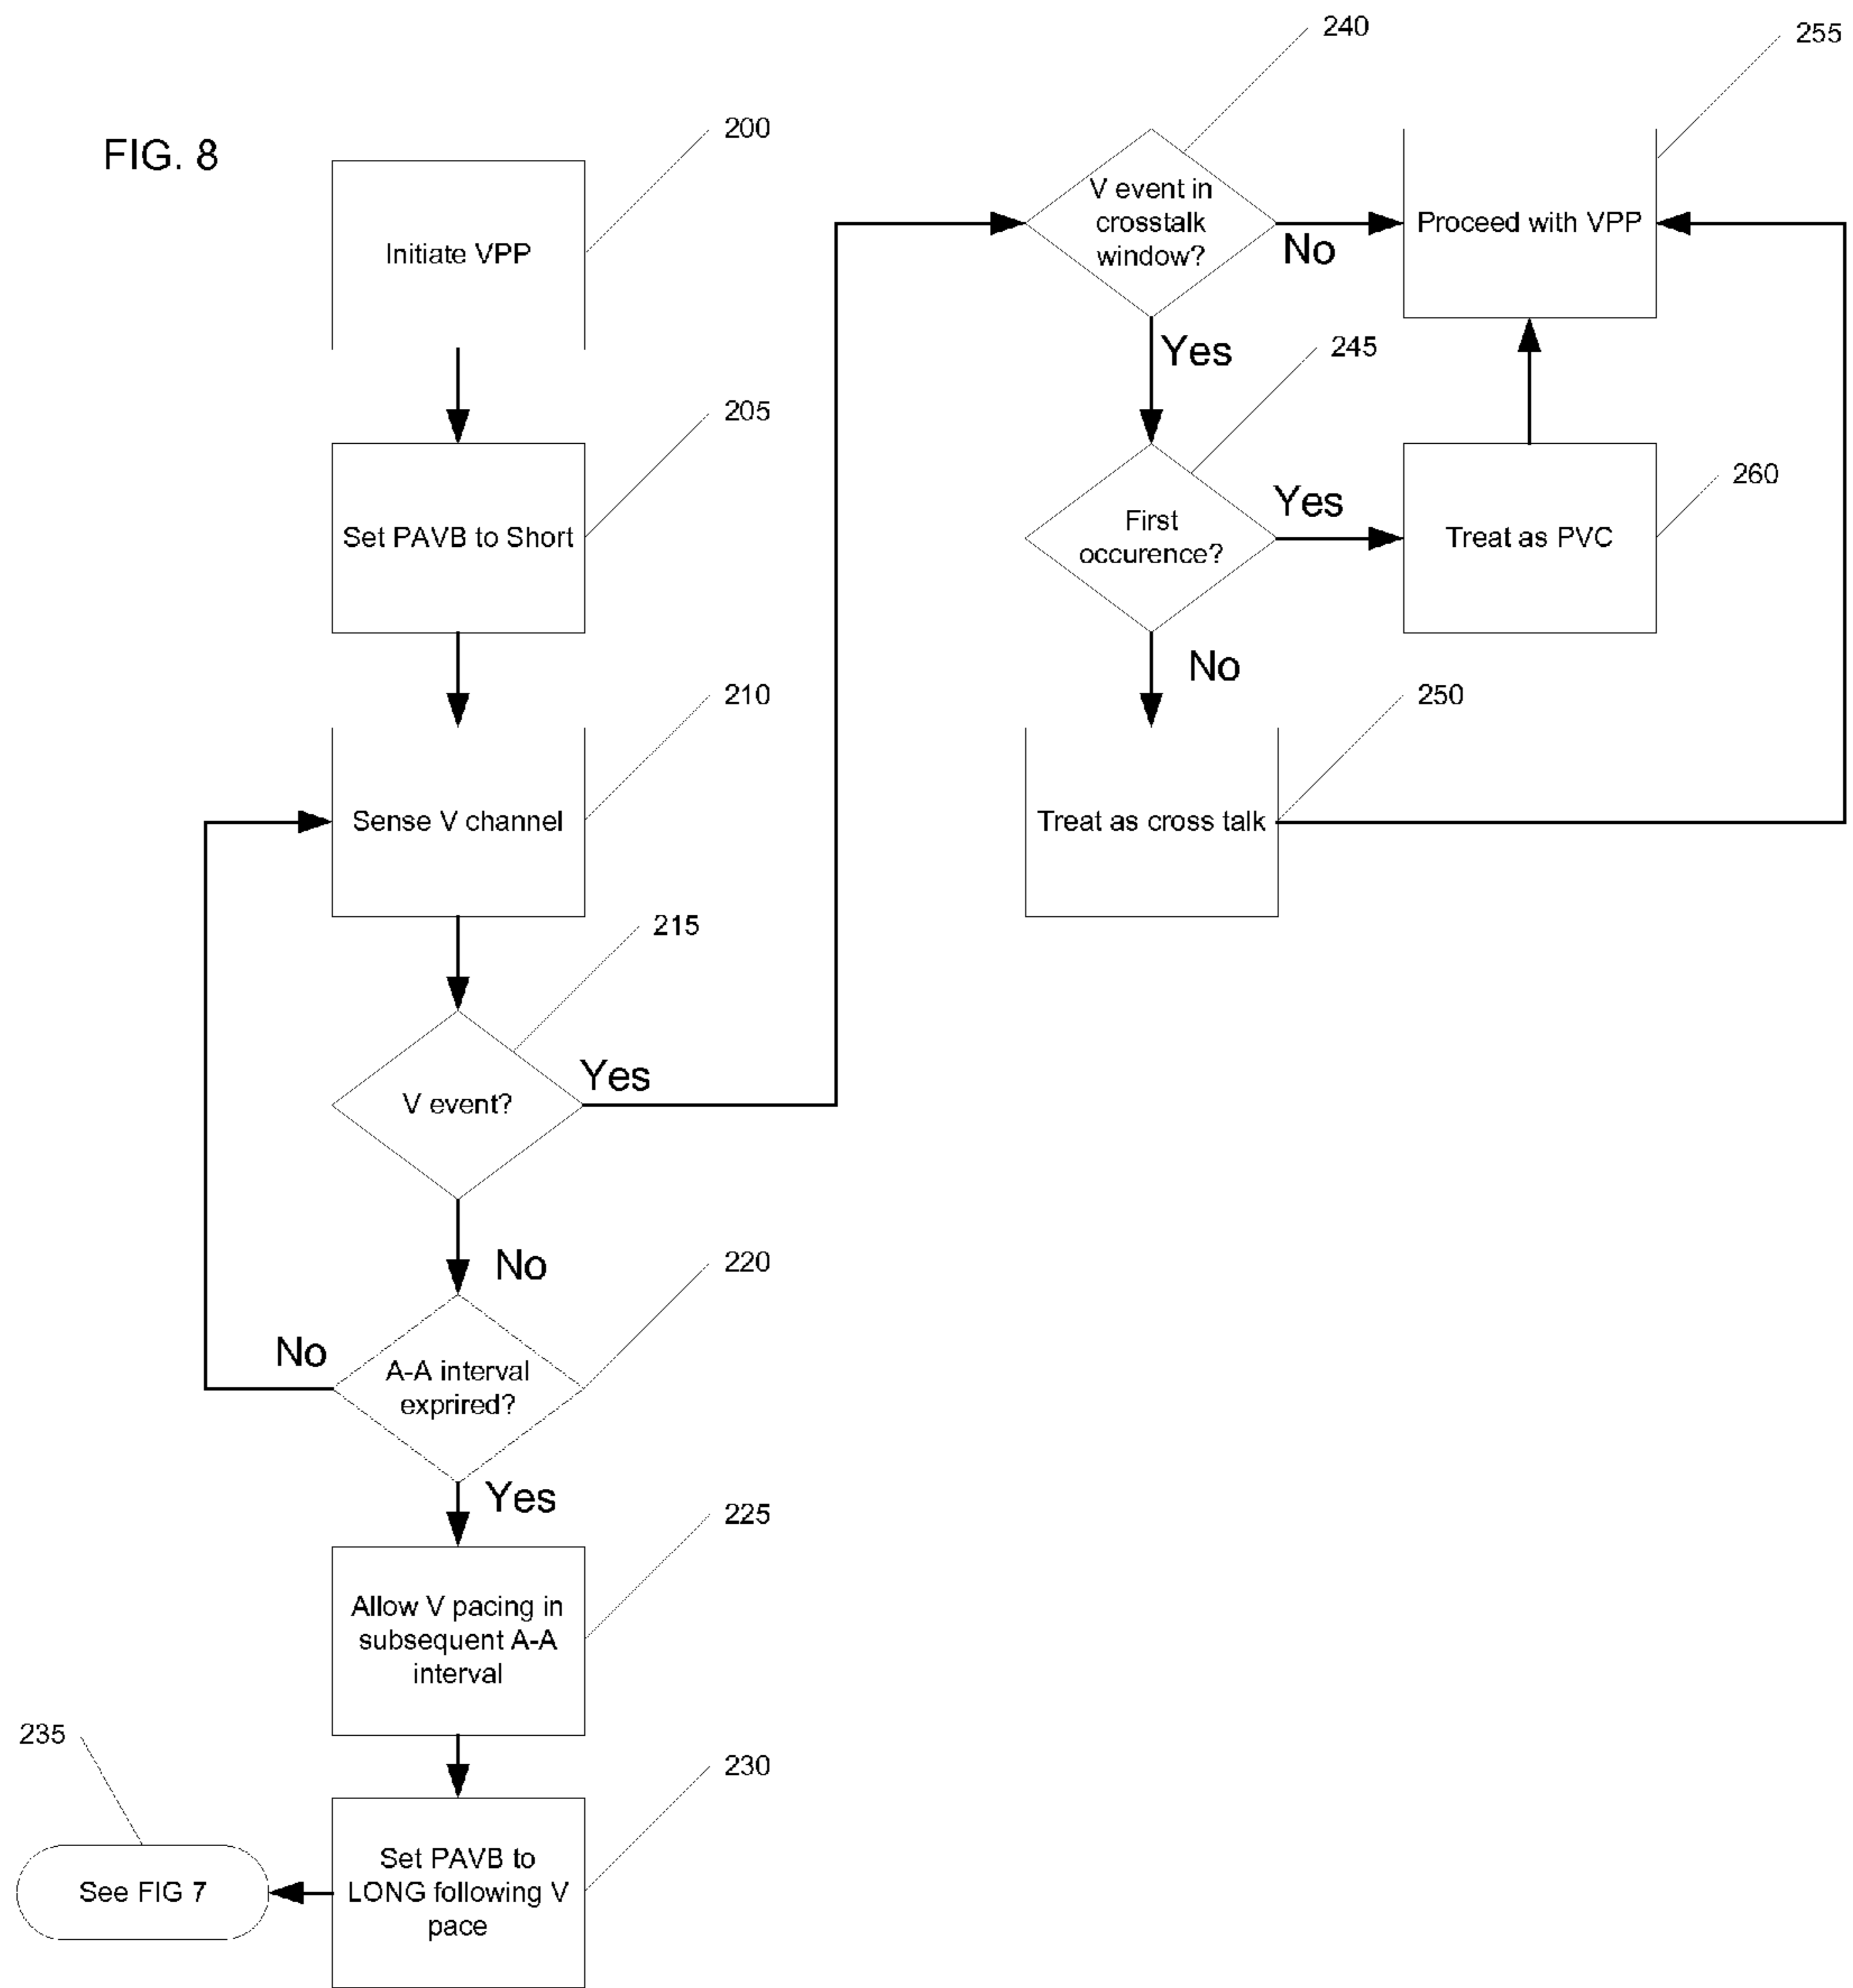 FIG. 8
200
Initiate VPP
205
Set PAVB to Short
210
Sense V channel
215
V event?
Yes
No
220
A-A interval
exprired?
No
Yes
225
Allow V pacing in
subsequent A-A
interval
230
Set PAVB to
LONG following V
pace
235
See FIG 7
240
V event in
crosstalk
window?
No
Yes
255
Proceed with VPP
245
First
occurence?
Yes
No
260
Treat as PVC
250
Treat as cross talk